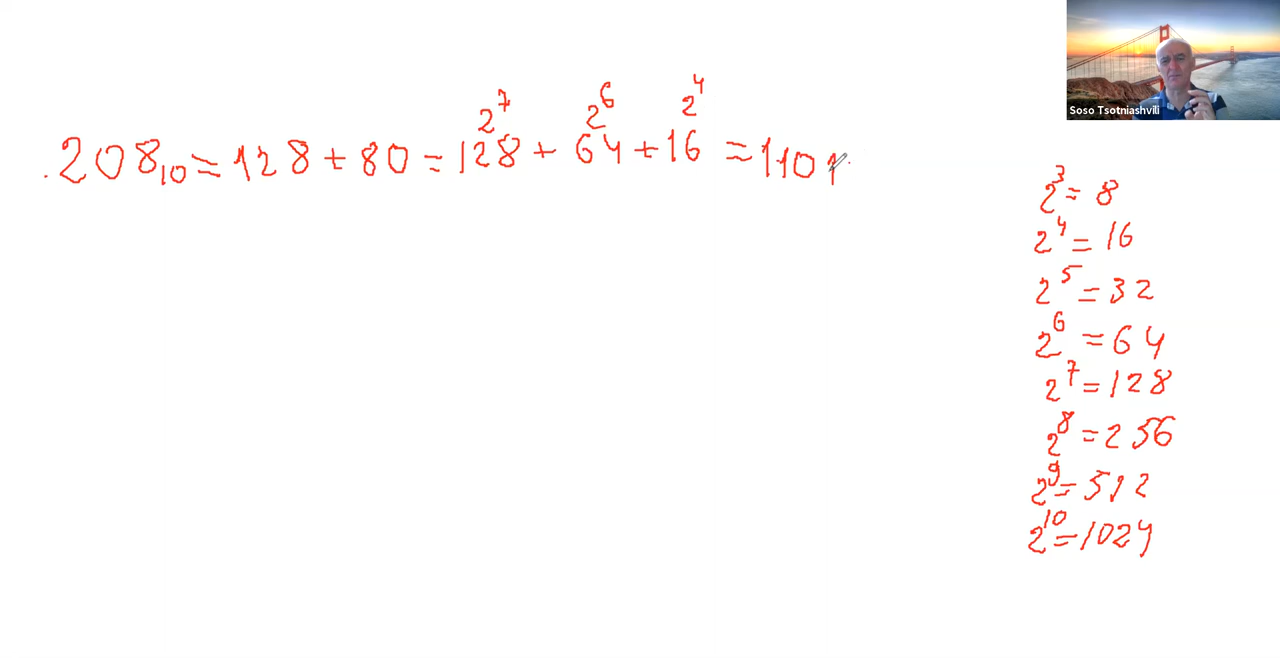 Soso Tsotniashvili
208₁₀ = 128 + 80 = 128 + 64 + 16 = 1101
2⁷ 2⁶ 2⁴
2³ = 8
2⁴ = 16
2⁵ = 32
2⁶ = 64
2⁷ = 128
2⁸ = 256
2⁹ = 512
2¹⁰ = 1024